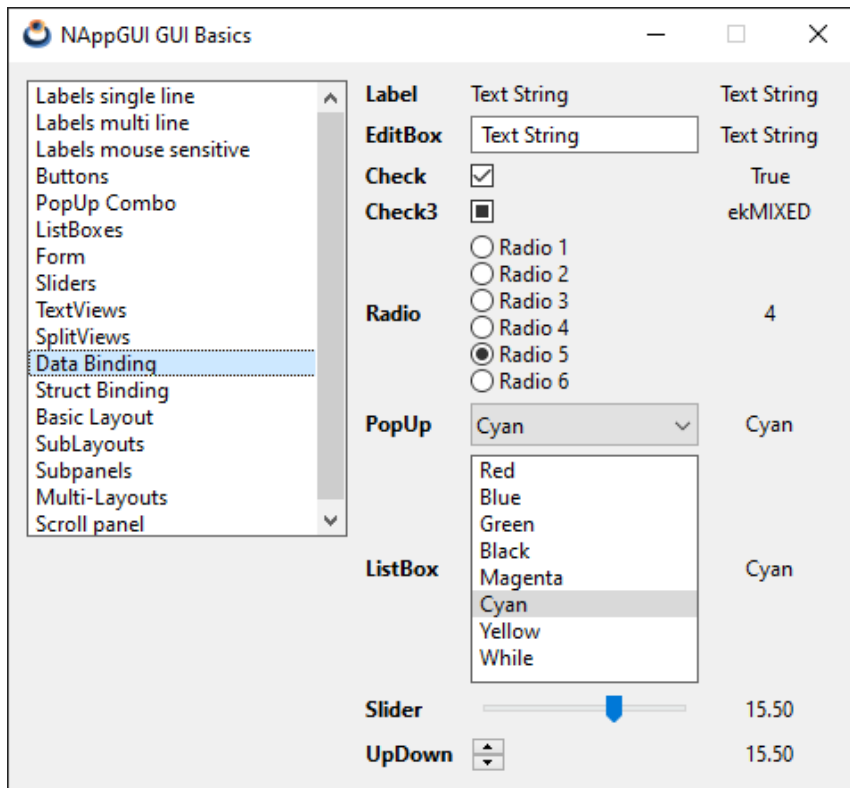 NAppGUI GUI Basics
Labels single line
Labels multi line
Labels mouse sensitive
Buttons
PopUp Combo
ListBoxes
Form
Sliders
TextViews
SplitViews
Data Binding
Struct Binding
Basic Layout
SubLayouts
Subpanels
Multi-Layouts
Scroll panel
Label Text String Text String
EditBox Text String Text String
Check True
Check3 ekMIXED
Radio
Radio 1
Radio 2
Radio 3
Radio 4
Radio 5
Radio 6
4
PopUp Cyan Cyan
ListBox
Red
Blue
Green
Black
Magenta
Cyan
Yellow
While
Cyan
Slider 15.50
UpDown 15.50